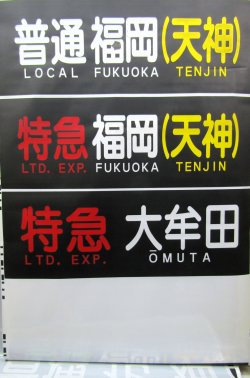 普通 福岡(天神)
LOCAL FUKUOKA TENJIN
特急 福岡(天神)
LTD. EXP. FUKUOKA TENJIN
特急 大牟田
LTD. EXP. ŌMUTA